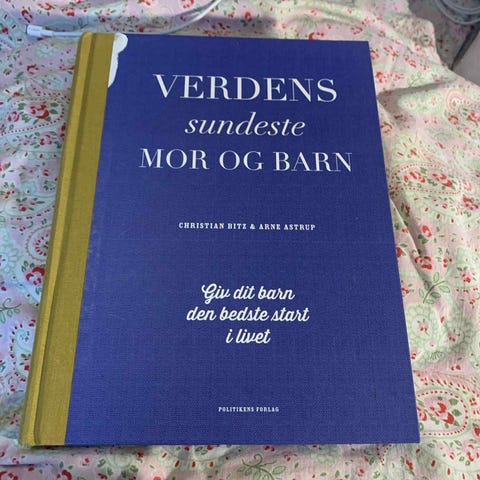 VERDENS
sundeste
MOR OG BARN
CHRISTIAN BITZ & ARNE ASTRUP
Giv dit barn
den bedste start
i livet
POLITIKENS FORLAG